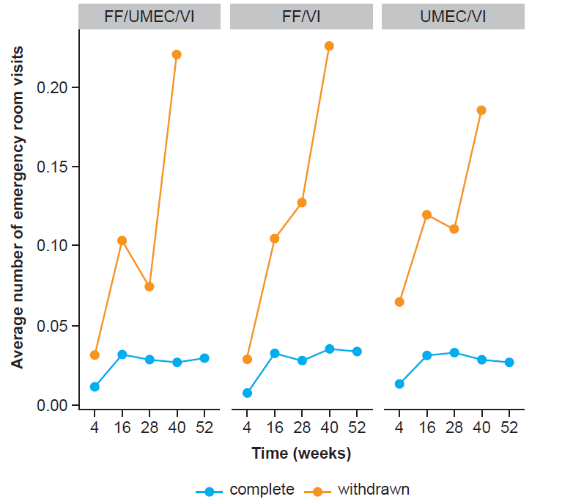 FF/UMEC/VI FF/VI UMEC/VI
Average number of emergency room visits
0.20
0.15
0.10
0.05
0.00
4 16 28 40 52 4 16 28 40 52 4 16 28 40 52
Time (weeks)
complete withdrawn